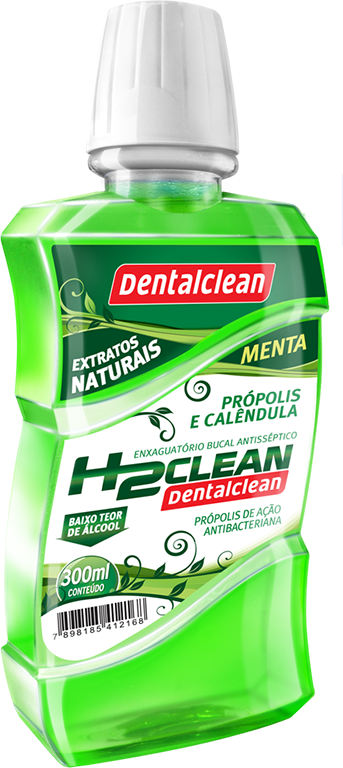 Dentalclean
EXTRATOS
NATURAIS
MENTA
PRÓPOLIS
E CALÊNDULA
ENXAGUATÓRIO BUCAL ANTISSÉPTICO
H2CLEAN
Dentalclean
BAIXO TEOR
DE ÁLCOOL
PRÓPOLIS DE AÇÃO
ANTIBACTERIANA
300ml
CONTEÚDO
7 898185 412168